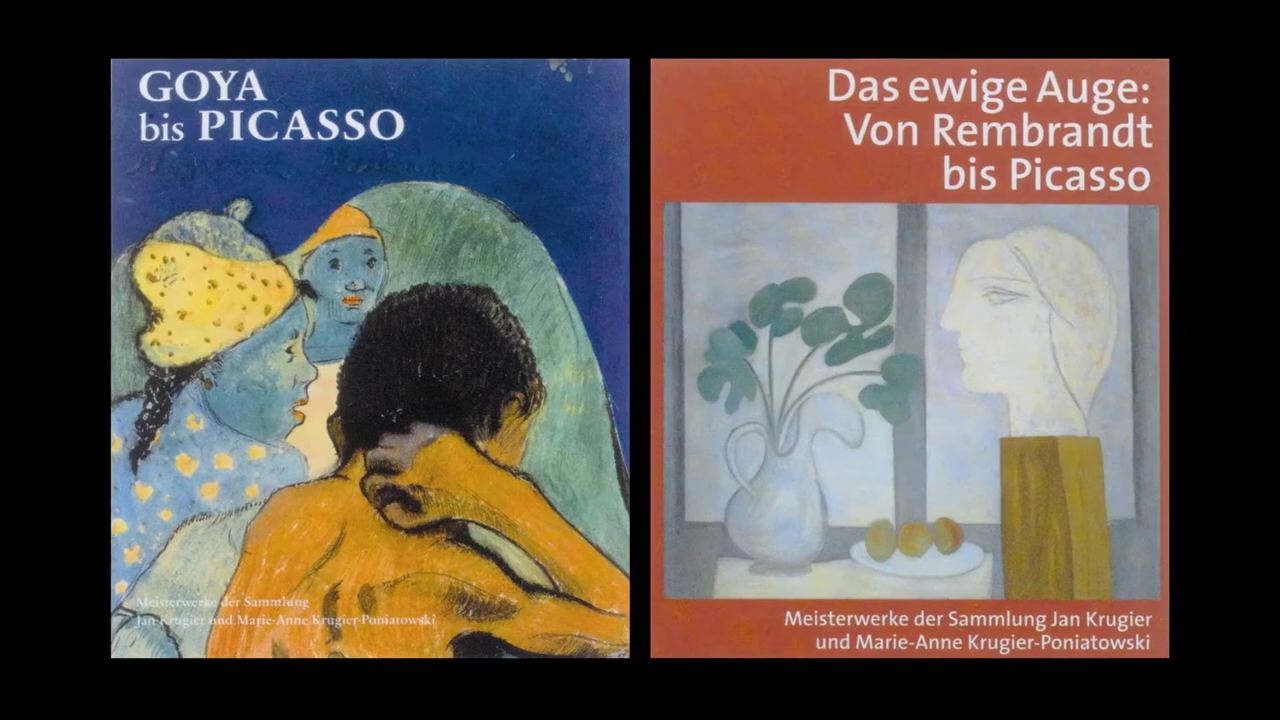 GOYA
bis PICASSO
Meisterwerke der Sammlung
Jan Krugier und Marie-Anne Krugier-Poniatowski
Das ewige Auge:
Von Rembrandt
bis Picasso
Meisterwerke der Sammlung Jan Krugier
und Marie-Anne Krugier-Poniatowski